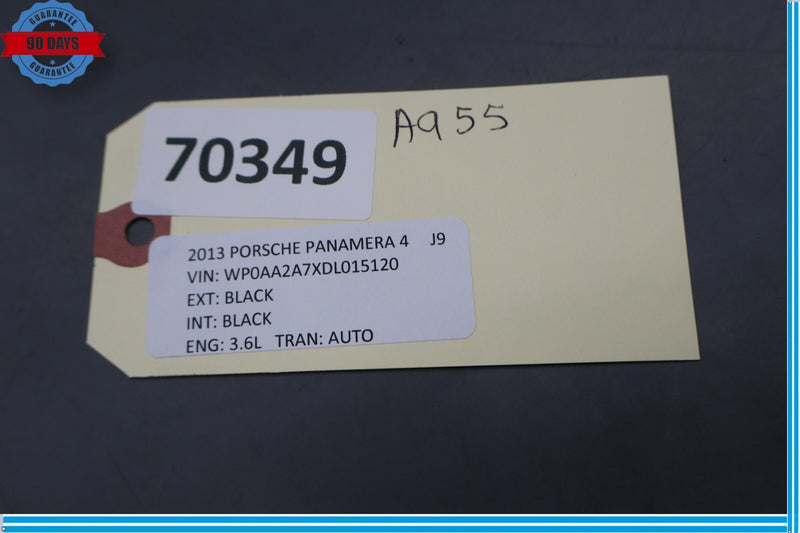 GUARANTEE
90 DAYS
GUARANTEE
70349
A955
2013 PORSCHE PANAMERA 4 J9
VIN: WP0AA2A7XDL015120
EXT: BLACK
INT: BLACK
ENG: 3.6L TRAN: AUTO